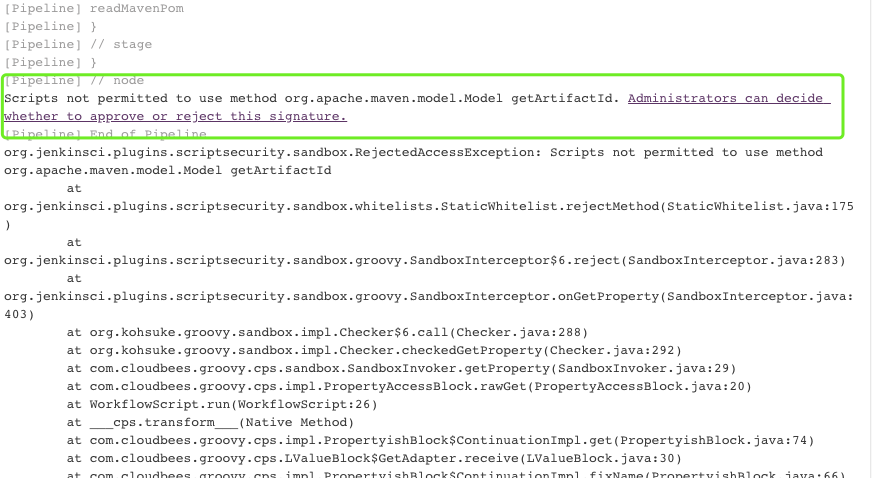 [Pipeline] readMavenPom
[Pipeline] }
[Pipeline] // stage
[Pipeline] }
[Pipeline] // node
Scripts not permitted to use method org.apache.maven.model.Model getArtifactId. Administrators can decide
whether to approve or reject this signature.
[Pipeline] End of Pipeline
org.jenkinsci.plugins.scriptsecurity.sandbox.RejectedAccessException: Scripts not permitted to use method
org.apache.maven.model.Model getArtifactId
at
org.jenkinsci.plugins.scriptsecurity.sandbox.whitelists.StaticWhitelist.rejectMethod(StaticWhitelist.java:175
)
at
org.jenkinsci.plugins.scriptsecurity.sandbox.groovy.SandboxInterceptor$6.reject(SandboxInterceptor.java:283)
at
org.jenkinsci.plugins.scriptsecurity.sandbox.groovy.SandboxInterceptor.onGetProperty(SandboxInterceptor.java:
403)
at org.kohsuke.groovy.sandbox.impl.Checker$6.call(Checker.java:288)
at org.kohsuke.groovy.sandbox.impl.Checker.checkedGetProperty(Checker.java:292)
at com.cloudbees.groovy.cps.sandbox.SandboxInvoker.getProperty(SandboxInvoker.java:29)
at com.cloudbees.groovy.cps.impl.PropertyAccessBlock.rawGet(PropertyAccessBlock.java:20)
at WorkflowScript.run(WorkflowScript:26)
at ___cps.transform___(Native Method)
at com.cloudbees.groovy.cps.impl.PropertyishBlock$ContinuationImpl.get(PropertyishBlock.java:74)
at com.cloudbees.groovy.cps.LValueBlock$GetAdapter.receive(LValueBlock.java:30)
at com.cloudbees.groovy.cps.impl.PropertyishBlock$ContinuationImpl.fixName(PropertyishBlock.java:66)